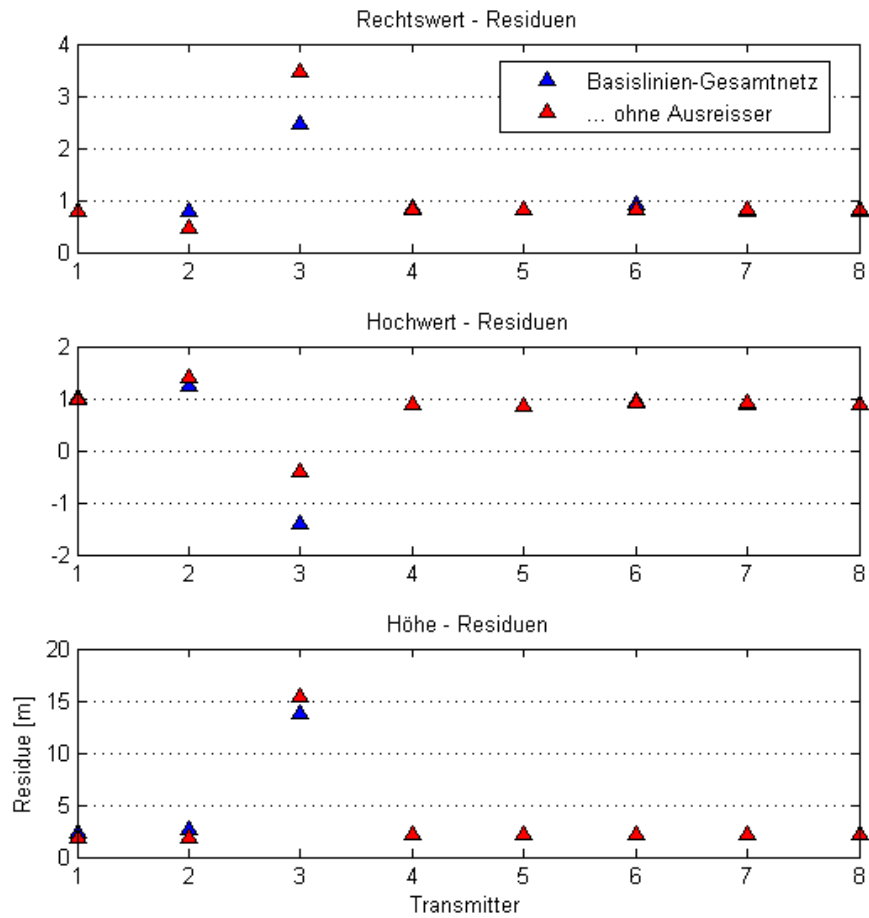 Rechtswert - Residuen
4
3
2
1
0
Basislinien-Gesamtnetz
... ohne Ausreisser
1 2 3 4 5 6 7 8
Hochwert - Residuen
2
1
0
-1
-2
1 2 3 4 5 6 7 8
Höhe - Residuen
Residue [m]
20
15
10
5
0
1 2 3 4 5 6 7 8
Transmitter